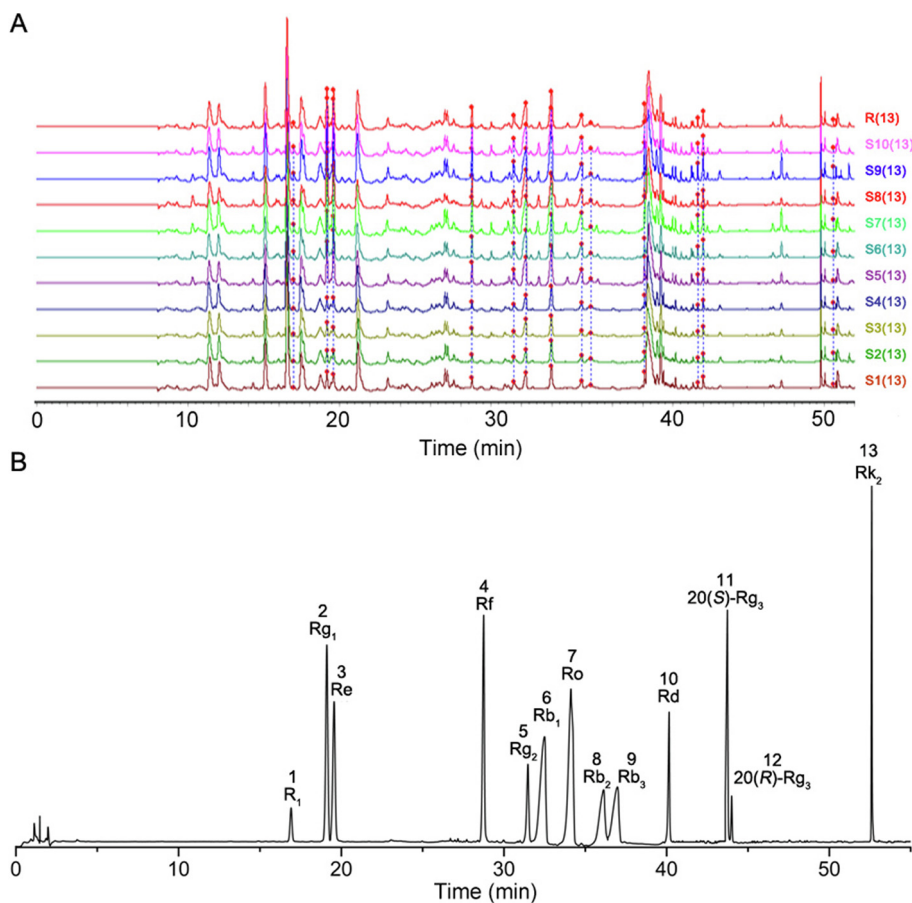 A
R(13)
S10(13)
S9(13)
S8(13)
S7(13)
S6(13)
S5(13)
S4(13)
S3(13)
S2(13)
S1(13)
0 10 20 30 40 50
Time (min)
B
1
R₁
2
Rg₁
3
Re
4
Rf
5
Rg₂
6
Rb₁
7
Ro
8
Rb₂
9
Rb₃
10
Rd
11
20(S)-Rg₃
12
20(R)-Rg₃
13
Rk₂
0 10 20 30 40 50
Time (min)